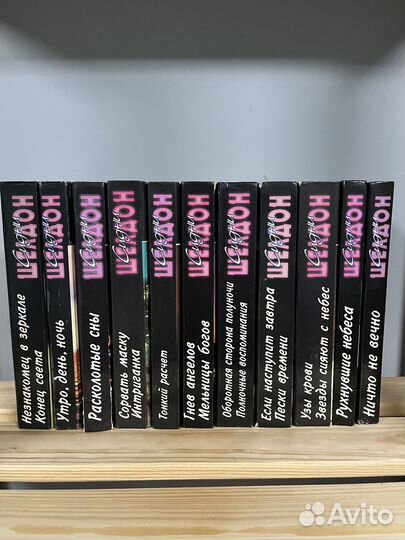 Сидни
ШЕЛДОН
Незнакомец в зеркале
Конец света
Сидни
ШЕЛДОН
Утро, день, ночь
Сидни
ШЕЛДОН
Расколотые сны
Сидни
ШЕЛДОН
Сорвать маску
Интриганка
Сидни
ШЕЛДОН
Тонкий расчет
Сидни
ШЕЛДОН
Гнев ангелов
Мельницы богов
Сидни
ШЕЛДОН
Оборотная сторона полуночи
Полночные воспоминания
Сидни
ШЕЛДОН
Если наступит завтра
Пески времени
Сидни
ШЕЛДОН
Узы крови
Звезды сияют с небес
Сидни
ШЕЛДОН
Рухнувшие небеса
Сидни
ШЕЛДОН
Ничто не вечно
Avito